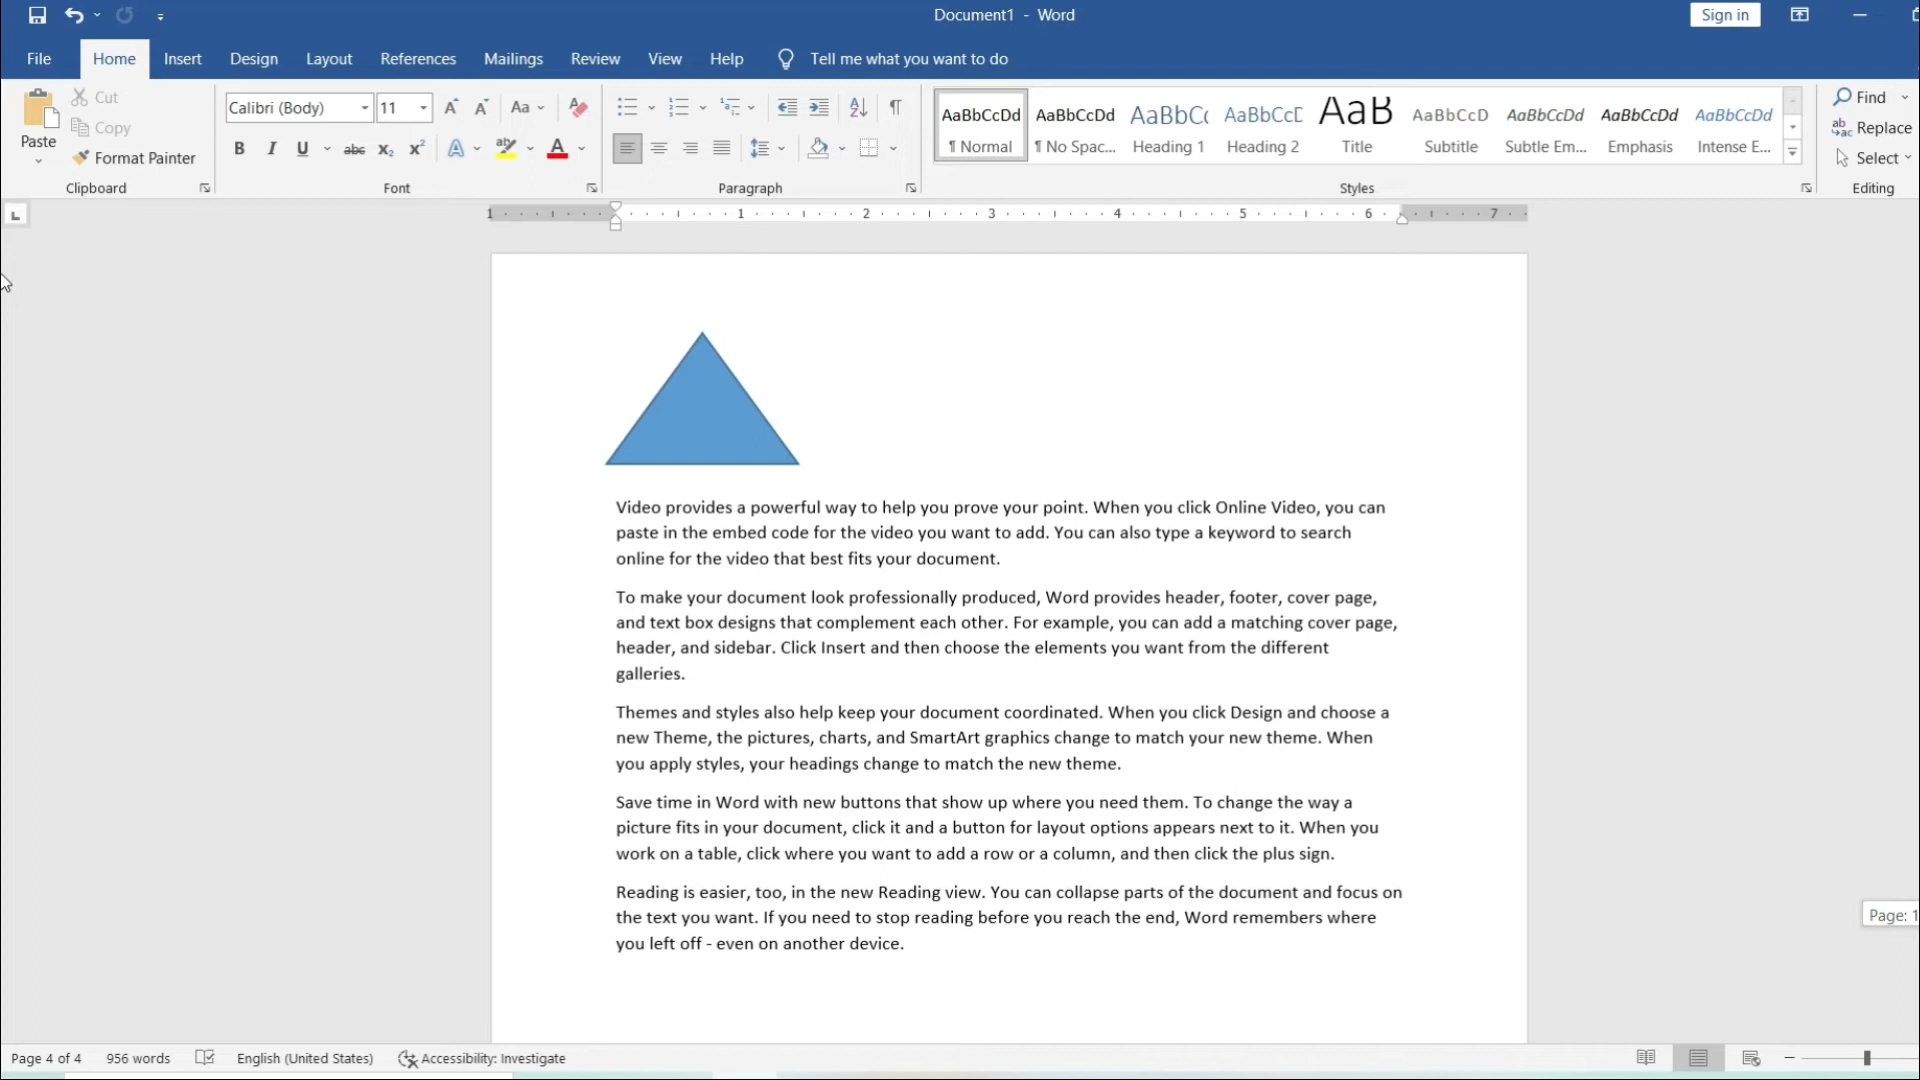 Document1 - Word
Sign in
File Home Insert Design Layout References Mailings Review View Help Tell me what you want to do
Paste
Cut
Copy
Format Painter
Clipboard
Calibri (Body) 11
Aa
B I U abc x₂ x²
A
Font
Paragraph
AaBbCcDd AaBbCcDd AaBbCc AaBbCcD AaB AaBbCcD AaBbCcDd AaBbCcDd AaBbCcDd
¶ Normal ¶ No Spac... Heading 1 Heading 2 Title Subtitle Subtle Em... Emphasis Intense E...
Styles
Find
Replace
Select
Editing
1 1 2 3 4 5 6 7
Video provides a powerful way to help you prove your point. When you click Online Video, you can
paste in the embed code for the video you want to add. You can also type a keyword to search
online for the video that best fits your document.
To make your document look professionally produced, Word provides header, footer, cover page,
and text box designs that complement each other. For example, you can add a matching cover page,
header, and sidebar. Click Insert and then choose the elements you want from the different
galleries.
Themes and styles also help keep your document coordinated. When you click Design and choose a
new Theme, the pictures, charts, and SmartArt graphics change to match your new theme. When
you apply styles, your headings change to match the new theme.
Save time in Word with new buttons that show up where you need them. To change the way a
picture fits in your document, click it and a button for layout options appears next to it. When you
work on a table, click where you want to add a row or a column, and then click the plus sign.
Reading is easier, too, in the new Reading view. You can collapse parts of the document and focus on
the text you want. If you need to stop reading before you reach the end, Word remembers where
you left off - even on another device.
Page: 1
Page 4 of 4 956 words English (United States) Accessibility: Investigate